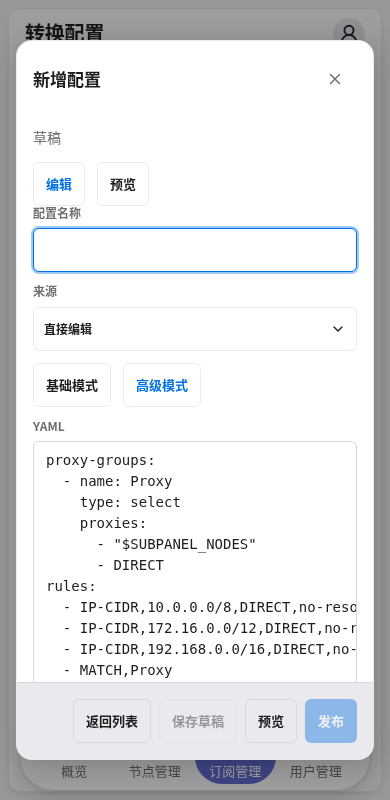 转换配置
新增配置
草稿
编辑 预览
配置名称
来源
直接编辑
基础模式 高级模式
YAML
proxy-groups:
  - name: Proxy
    type: select
    proxies:
      - "$SUBPANEL_NODES"
      - DIRECT
rules:
  - IP-CIDR,10.0.0.0/8,DIRECT,no-reso
  - IP-CIDR,172.16.0.0/12,DIRECT,no-r
  - IP-CIDR,192.168.0.0/16,DIRECT,no-
  - MATCH,Proxy
返回列表 保存草稿 预览 发布
概览 节点管理 订阅管理 用户管理